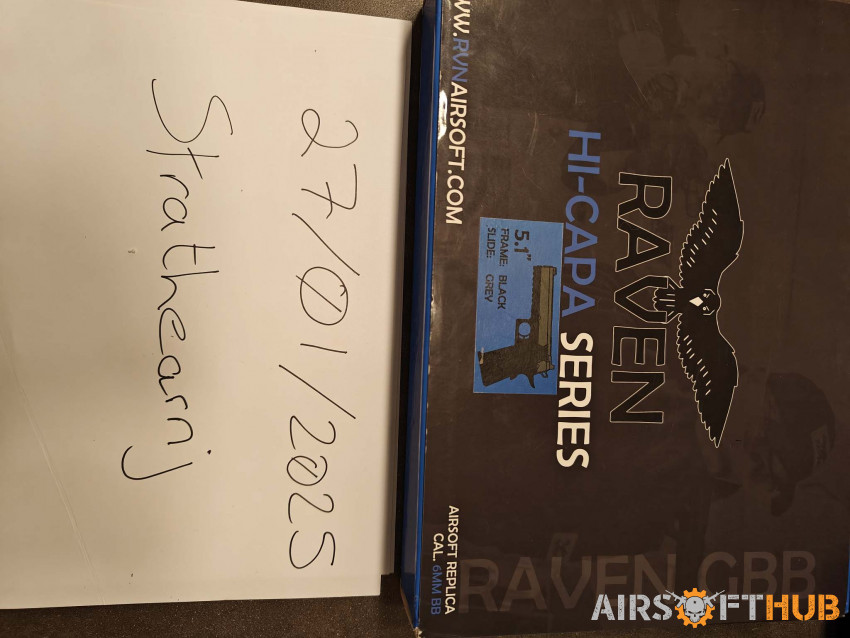 27/01/2025
Strathearnj
RAVEN
HI-CAPA SERIES
5.1"
FRAME: BLACK
SLIDE: GREY
W.RVNAIRSOFT.COM
AIRSOFT REPLICA
CAL. 6MM BB
RAVEN GBB
AIRSOFTHUB